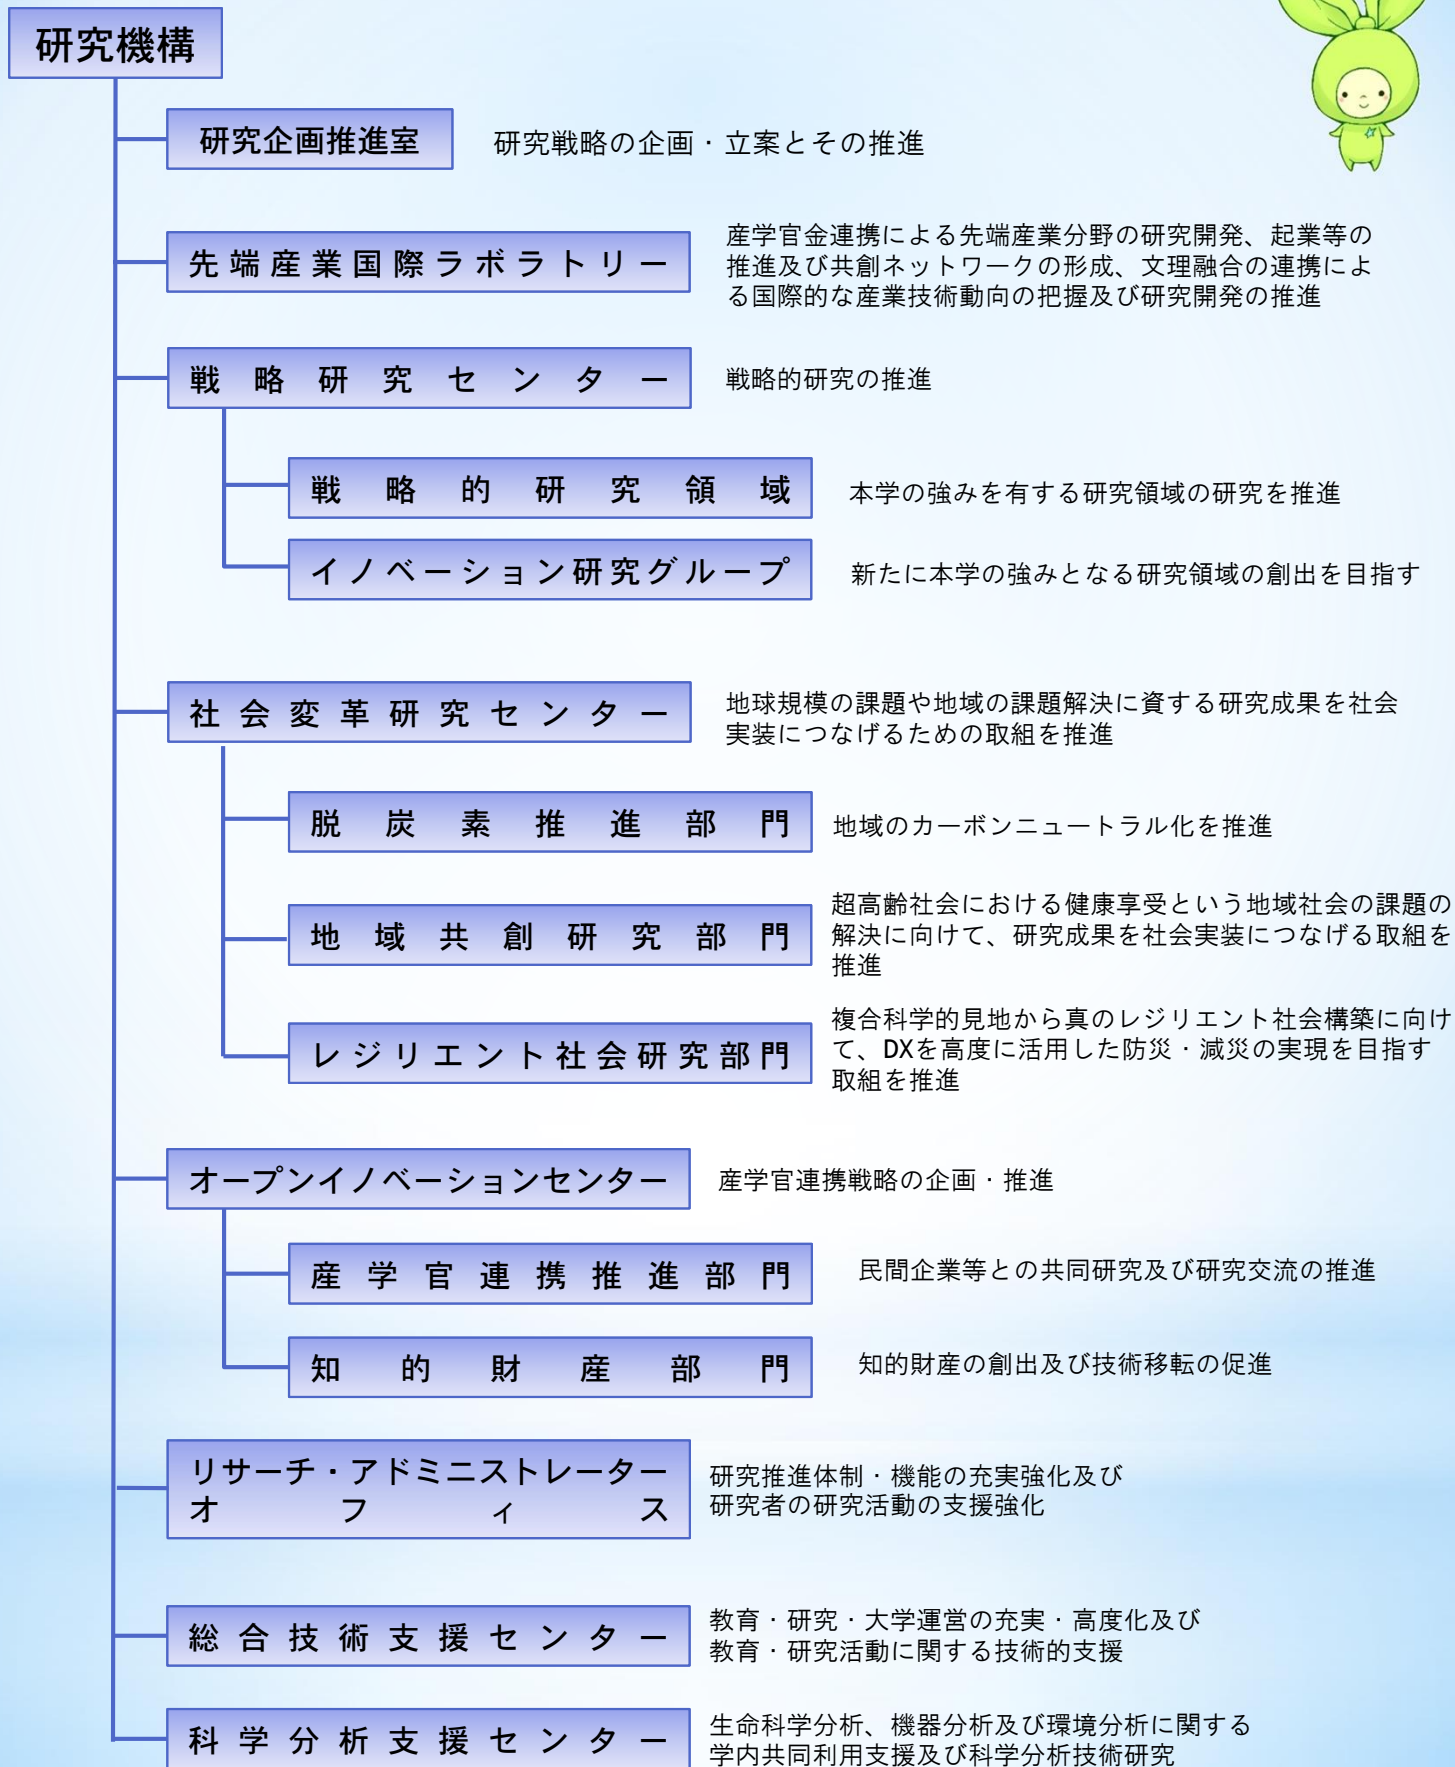 研究機構
研究企画推進室
研究戦略の企画・立案とその推進
先端産業国際ラボラトリー
産学官金連携による先端産業分野の研究開発、起業等の
推進及び共創ネットワークの形成、文理融合の連携によ
る国際的な産業技術動向の把握及び研究開発の推進
戦略研究センター
戦略的研究の推進
戦略的研究領域
本学の強みを有する研究領域の研究を推進
イノベーション研究グループ
新たに本学の強みとなる研究領域の創出を目指す
社会変革研究センター
地球規模の課題や地域の課題解決に資する研究成果を社会
実装につなげるための取組を推進
脱炭素推進部門
地域のカーボンニュートラル化を推進
地域共創研究部門
超高齢社会における健康享受という地域社会の課題の
解決に向けて、研究成果を社会実装につなげる取組を
推進
レジリエント社会研究部門
複合科学的見地から真のレジリエント社会構築に向け
て、DXを高度に活用した防災・減災の実現を目指す
取組を推進
オープンイノベーションセンター
産学官連携戦略の企画・推進
産学官連携推進部門
民間企業等との共同研究及び研究交流の推進
知的財産部門
知的財産の創出及び技術移転の促進
リサーチ・アドミニストレーター
オフィス
研究推進体制・機能の充実強化及び
研究者の研究活動の支援強化
総合技術支援センター
教育・研究・大学運営の充実・高度化及び
教育・研究活動に関する技術的支援
科学分析支援センター
生命科学分析、機器分析及び環境分析に関する
学内共同利用支援及び科学分析技術研究